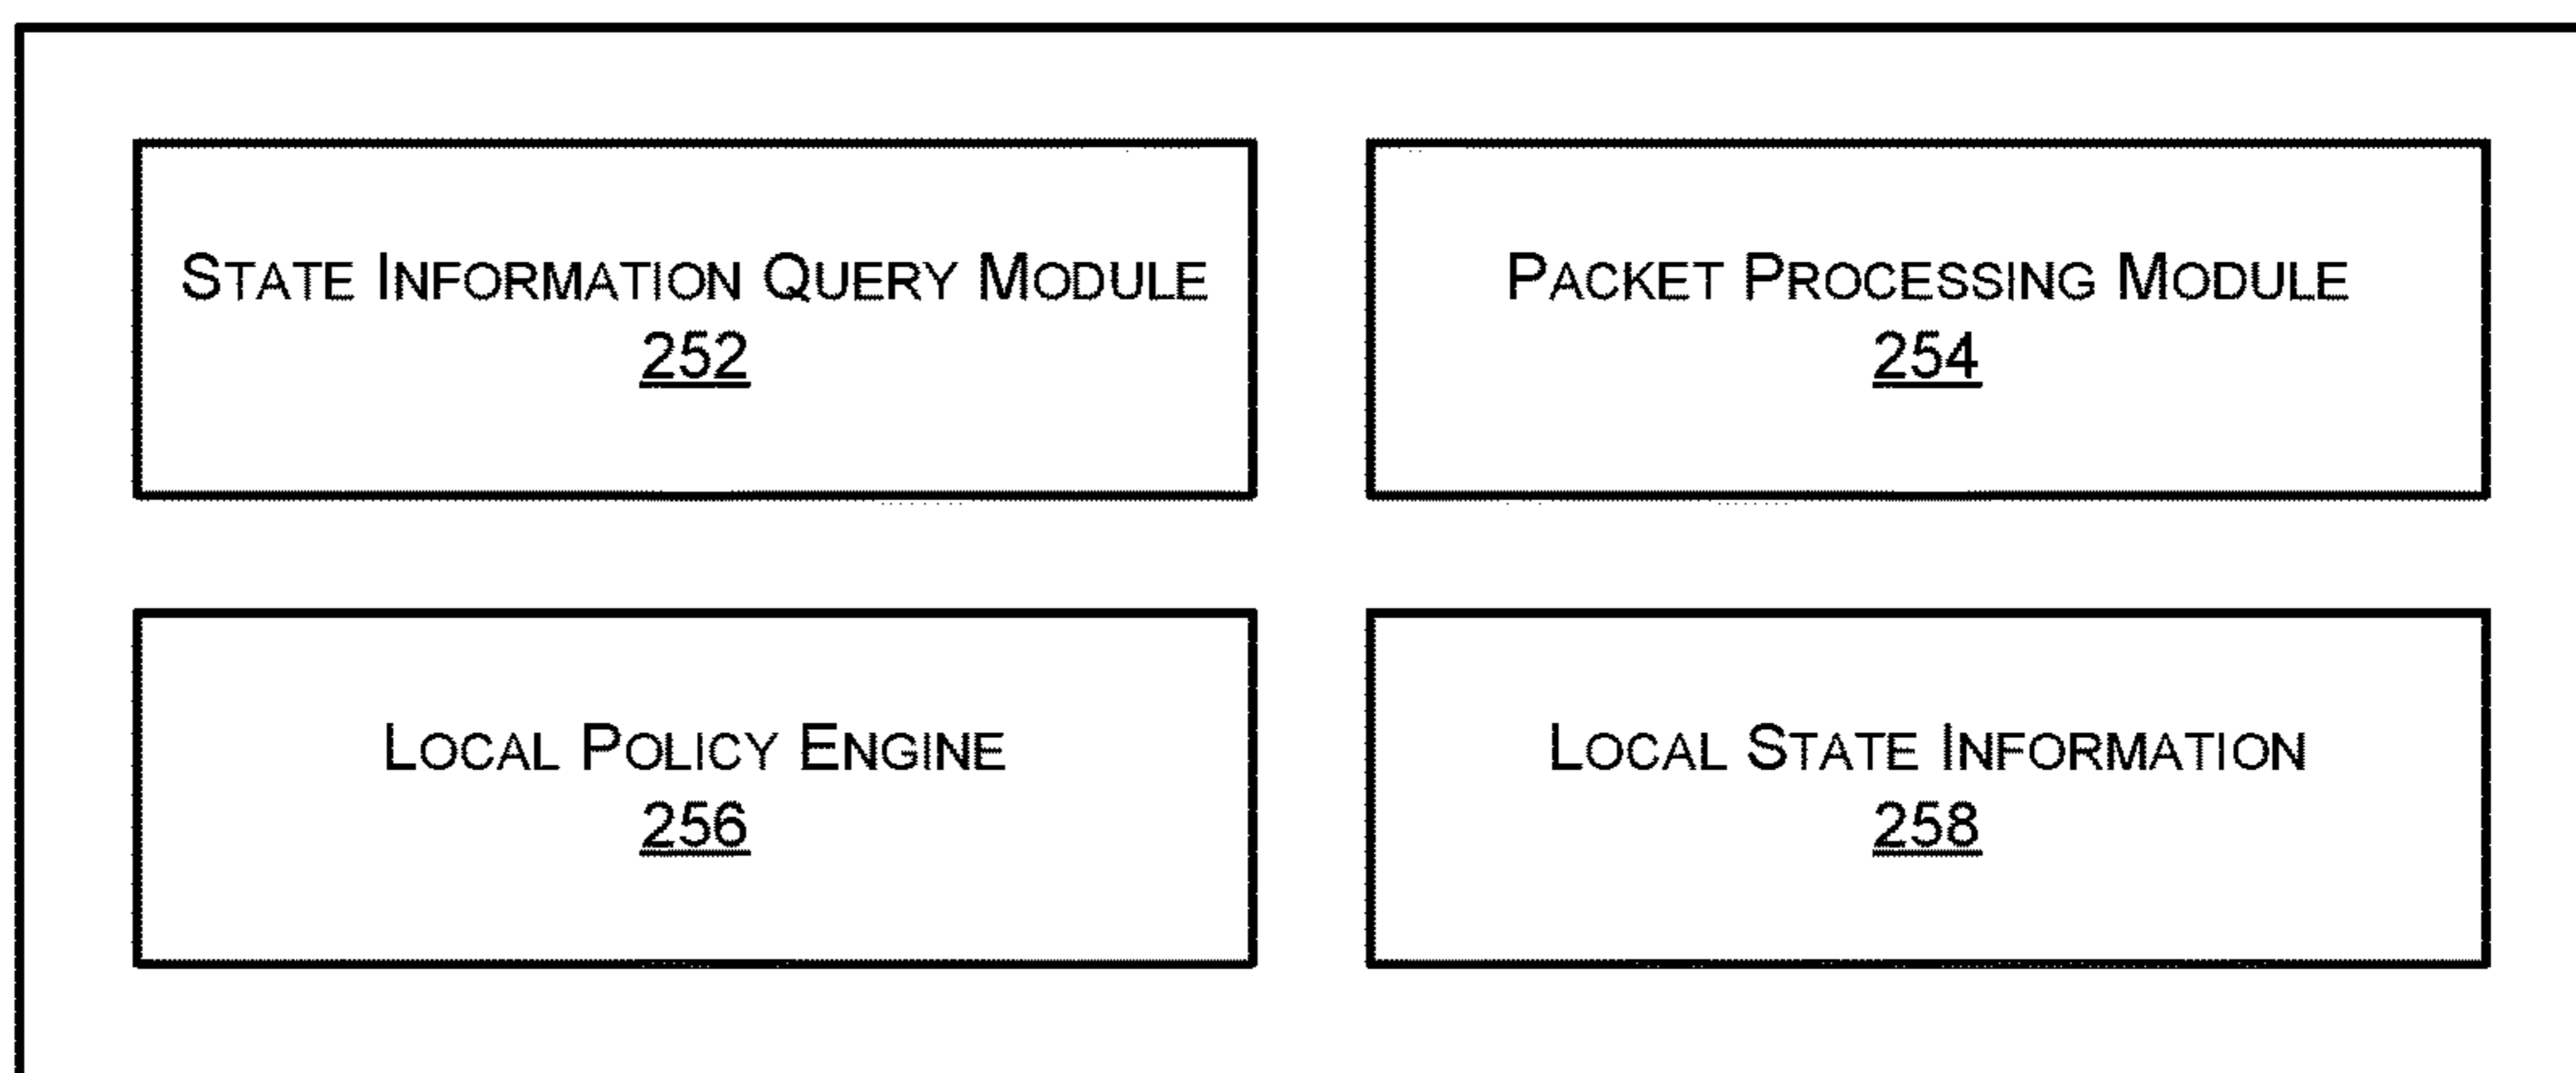 State Information Query Module
252
Packet Processing Module
254
Local Policy Engine
256
Local State Information
258